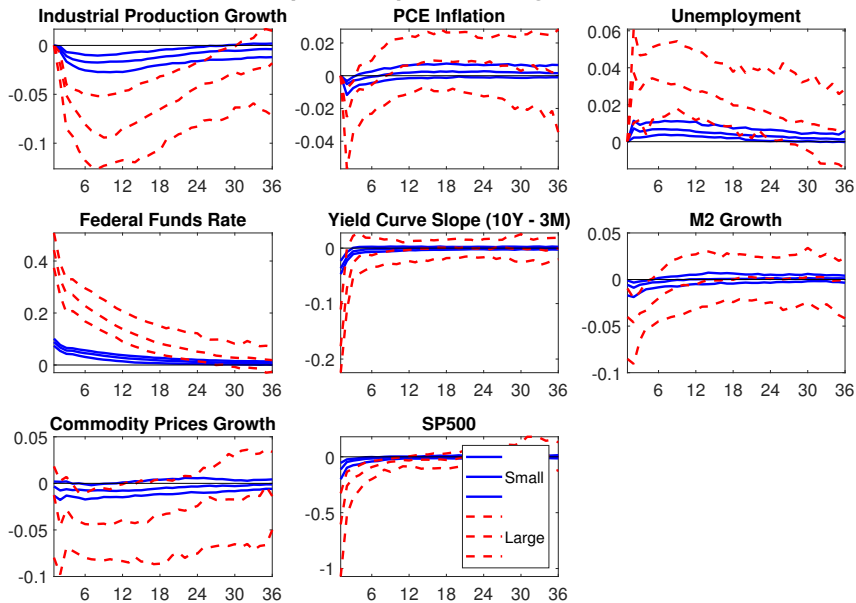 Industrial Production Growth
0
-0.05
-0.1
6 12 18 24 30 36
PCE Inflation
0.02
0
-0.02
-0.04
6 12 18 24 30 36
Unemployment
0.06
0.04
0.02
0
6 12 18 24 30 36
Federal Funds Rate
0.4
0.2
0
6 12 18 24 30 36
Yield Curve Slope (10Y - 3M)
0
-0.1
-0.2
6 12 18 24 30 36
M2 Growth
0.05
0
-0.05
-0.1
6 12 18 24 30 36
Commodity Prices Growth
0.05
0
-0.05
-0.1
6 12 18 24 30 36
SP500
0
-0.5
-1
6 12 18 24 30 36
Small
Large